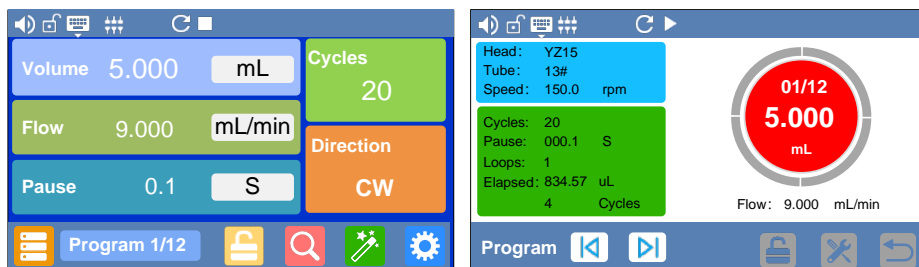 Volume 5.000 mL
Flow 9.000 mL/min
Pause 0.1 S
Cycles
20
Direction
CW
Program 1/12
Head: YZ15
Tube: 13#
Speed: 150.0 rpm
Cycles: 20
Pause: 000.1 S
Loops: 1
Elapsed: 834.57 uL
4 Cycles
01/12
5.000
mL
Flow: 9.000 mL/min
Program